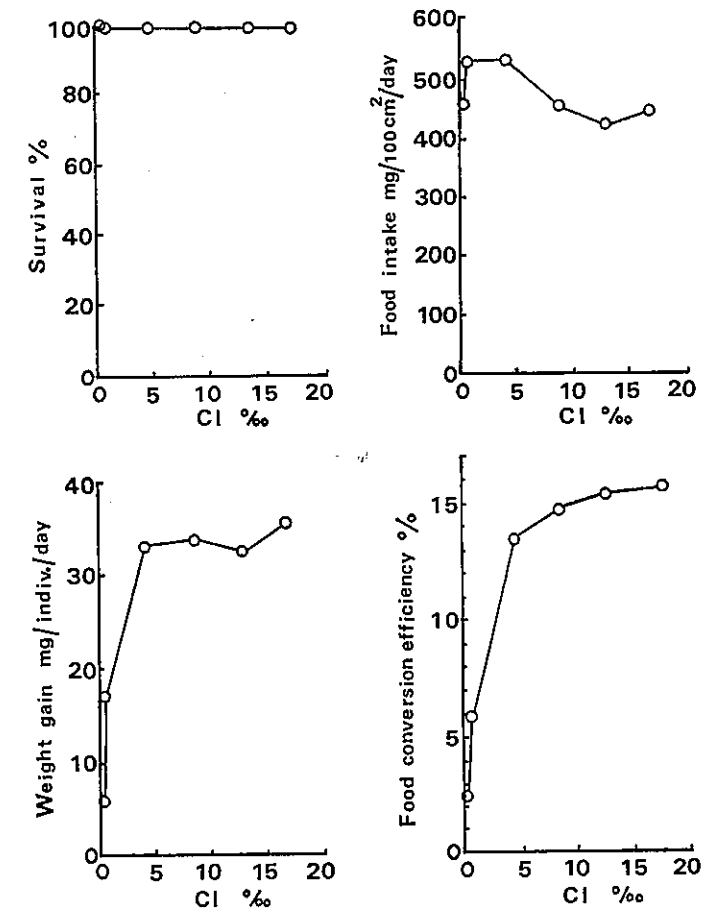 Survival %
100
80
60
40
20
0
0 5 10 15 20
Cl ‰
Food intake mg/100cm²/day
600
500
400
300
200
100
0
0 5 10 15 20
Cl ‰
Weight gain mg/indiv./day
40
30
20
10
0
0 5 10 15 20
Cl ‰
Food conversion efficiency %
15
10
5
0
0 5 10 15 20
Cl ‰